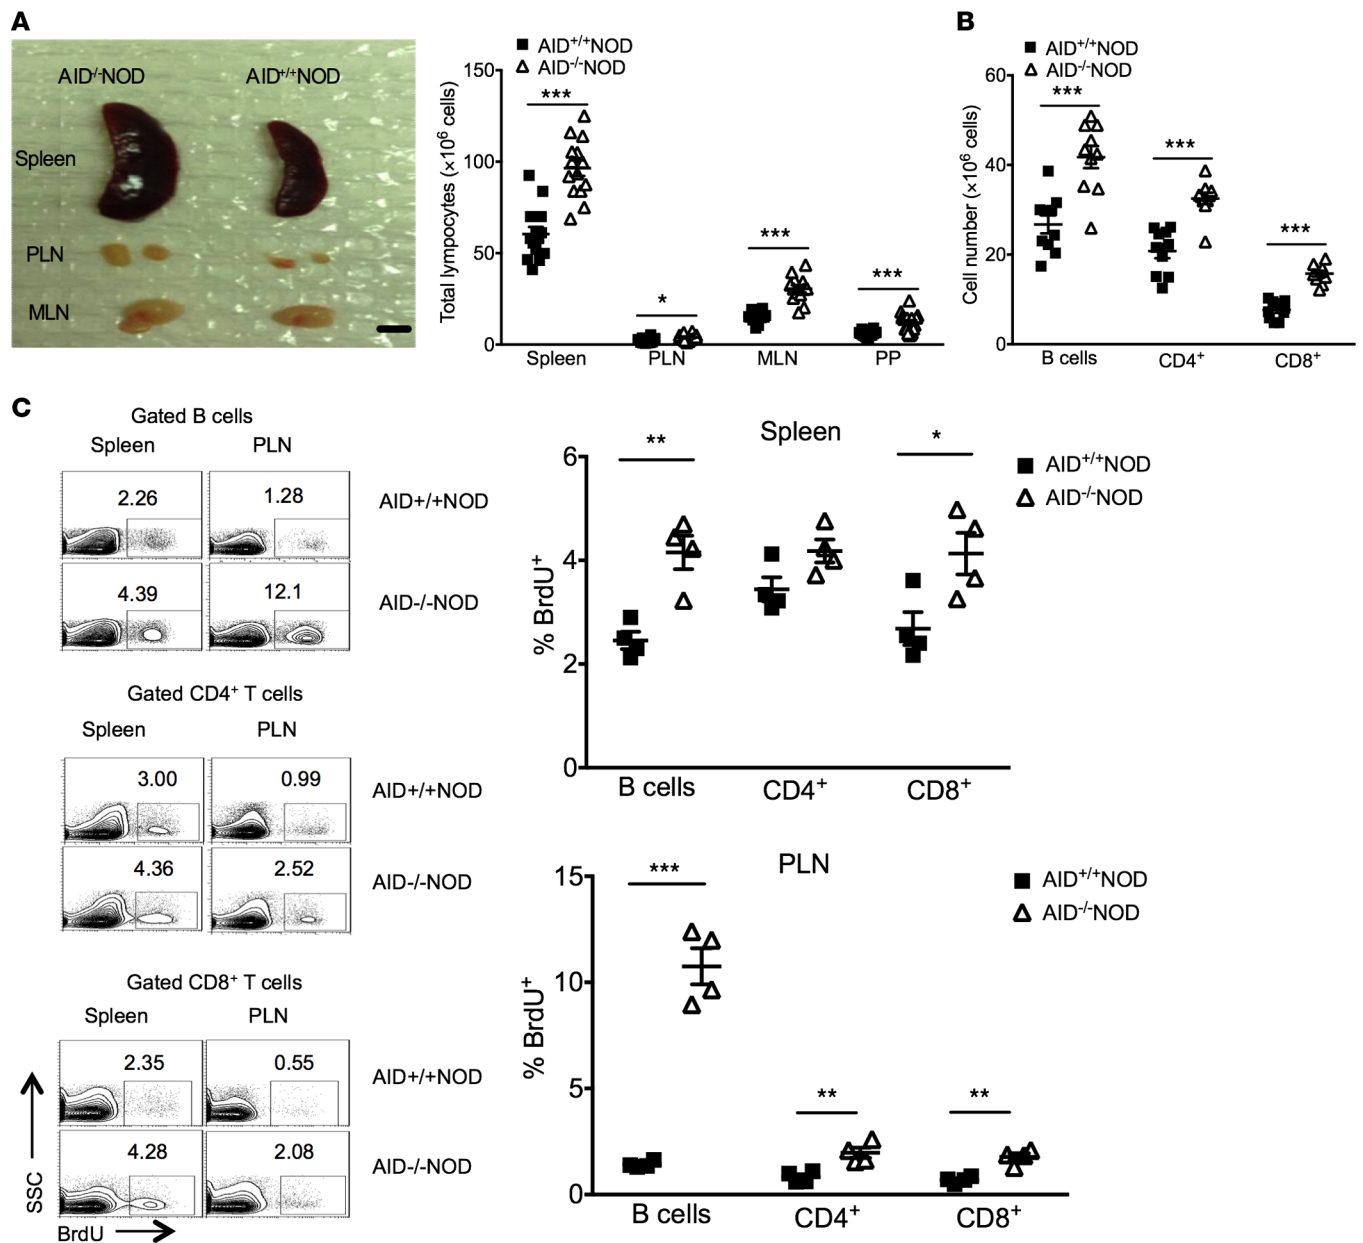 A
AID-/-NOD AID+/+NOD
Spleen
PLN
MLN
AID+/+NOD
AID-/-NOD
Total lympocytes (×10⁶ cells)
150
100
50
0
***
*
***
***
Spleen PLN MLN PP
B
AID+/+NOD
AID-/-NOD
Cell number (×10⁶ cells)
60
40
20
0
***
***
***
B cells CD4⁺ CD8⁺
C
Gated B cells
Spleen PLN
2.26 1.28 AID+/+NOD
4.39 12.1 AID-/-NOD
Gated CD4⁺ T cells
Spleen PLN
3.00 0.99 AID+/+NOD
4.36 2.52 AID-/-NOD
Gated CD8⁺ T cells
Spleen PLN
2.35 0.55 AID+/+NOD
4.28 2.08 AID-/-NOD
SSC
BrdU
Spleen
AID+/+NOD
AID-/-NOD
% BrdU⁺
6
4
2
0
**
*
B cells CD4⁺ CD8⁺
PLN
AID+/+NOD
AID-/-NOD
% BrdU⁺
15
10
5
0
***
**
**
B cells CD4⁺ CD8⁺